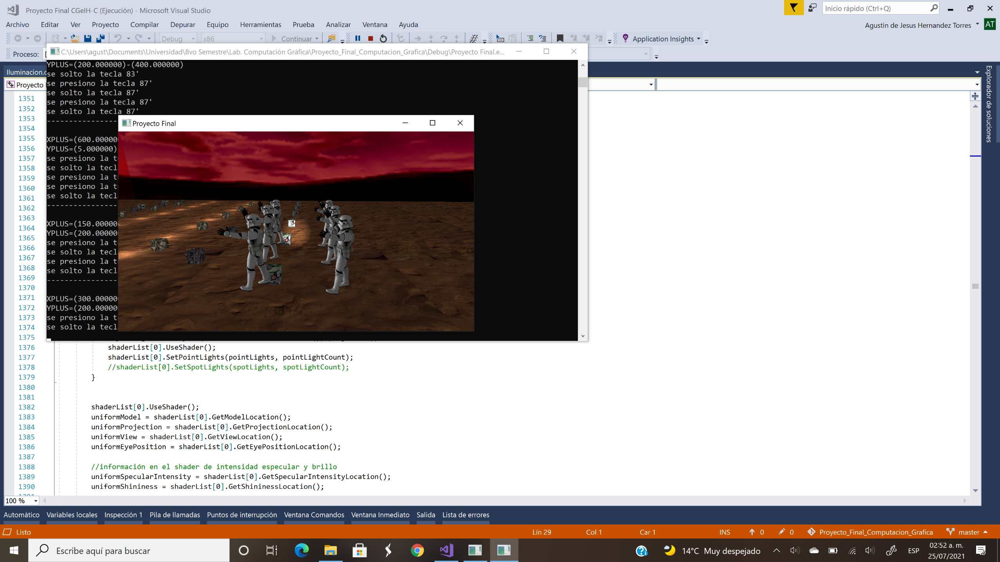 Proyecto Final CGeIH-C (Ejecución) - Microsoft Visual Studio
Inicio rápido (Ctrl+Q)
Archivo Editar Ver Proyecto Compilar Depurar Equipo Herramientas Prueba Analizar Ventana Ayuda
Agustin de Jesus Hernandez Torres AT
Debug x86 Continuar Application Insights
Proceso:
C:\Users\agust\Documents\Universidad\8vo Semestre\Lab. Computación Gráfica\Proyecto_Final_Computacion_Grafica\Debug\Proyecto Final.e...
Iluminacion.c
Proyecto
Explorador de soluciones
YPLUS=(200.000000)-(400.000000)
se solto la tecla 83'
se presiono la tecla 87'
se solto la tecla 87'
se presiono la tecla 87'
se solto la tecla 87'
-----------------
Proyecto Final
XPLUS=(600.000000
YPLUS=(5.000000)
se presiono la t
se solto la tecl
se presiono la t
se presiono la t
se solto la tecl
-----------------
XPLUS=(150.000000
YPLUS=(200.000000
se presiono la t
se solto la tecl
se presiono la t
se solto la tecl
-----------------
XPLUS=(300.000000
YPLUS=(200.000000
se presiono la t
se solto la tecl
1351
1352
1353
1354
1355
1356
1357
1358
1359
1360
1361
1362
1363
1364
1365
1366
1367
1368
1369
1370
1371
1372
1373
1374
1375
1376 shaderList[0].UseShader();
1377 shaderList[0].SetPointLights(pointLights, pointLightCount);
1378 //shaderList[0].SetSpotLights(spotLights, spotLightCount);
1379 }
1380
1381
1382 shaderList[0].UseShader();
1383 uniformModel = shaderList[0].GetModelLocation();
1384 uniformProjection = shaderList[0].GetProjectionLocation();
1385 uniformView = shaderList[0].GetViewLocation();
1386 uniformEyePosition = shaderList[0].GetEyePositionLocation();
1387
1388 //información en el shader de intensidad especular y brillo
1389 uniformSpecularIntensity = shaderList[0].GetSpecularIntensityLocation();
1390 uniformShininess = shaderList[0].GetShininessLocation();
100 %
Automático Variables locales Inspección 1 Pila de llamadas Puntos de interrupción Ventana Comandos Ventana Inmediato Salida Lista de errores
Listo Lín 29 Col 1 Car 1 INS 0 0 Proyecto_Final_Computacion_Grafica master
Escribe aquí para buscar
14°C Muy despejado ESP
02:52 a. m.
25/07/2021